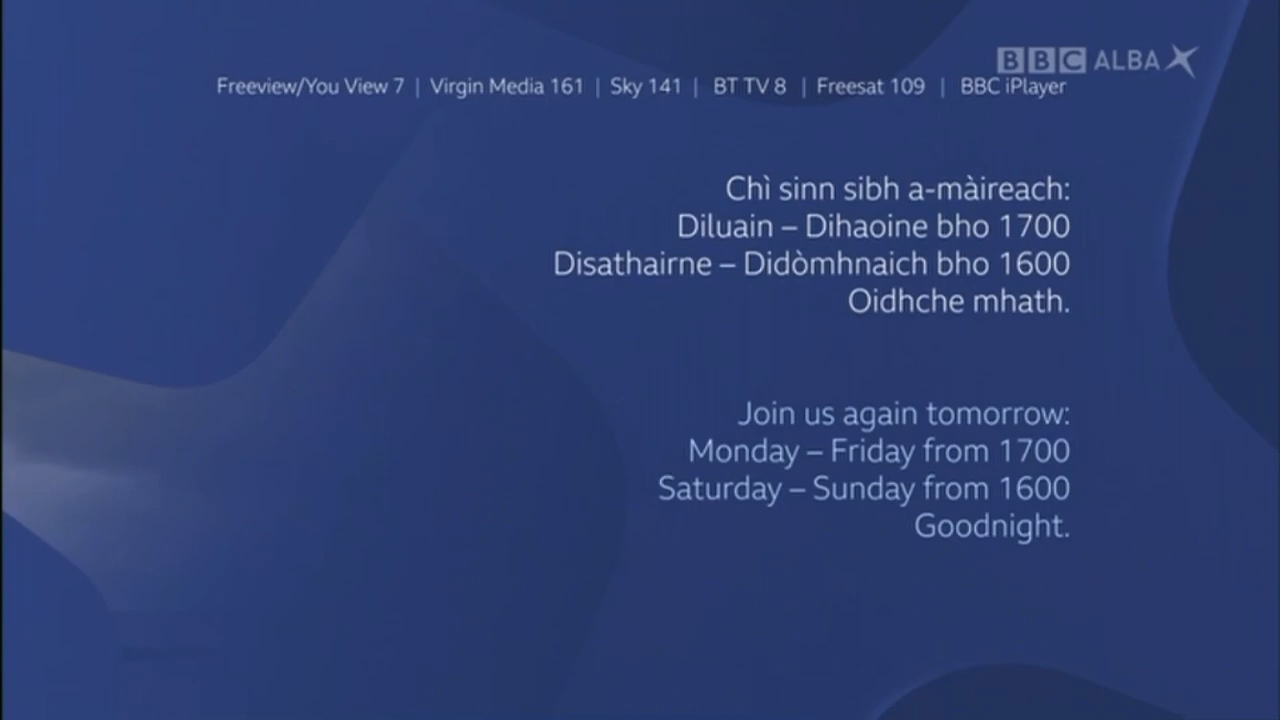 BBC ALBA
Freeview/You View 7 | Virgin Media 161 | Sky 141 | BT TV 8 | Freesat 109 | BBC iPlayer
Chì sinn sibh a-màireach:
Diluain – Dihaoine bho 1700
Disathairne – Didòmhnaich bho 1600
Oidhche mhath.
Join us again tomorrow:
Monday – Friday from 1700
Saturday – Sunday from 1600
Goodnight.